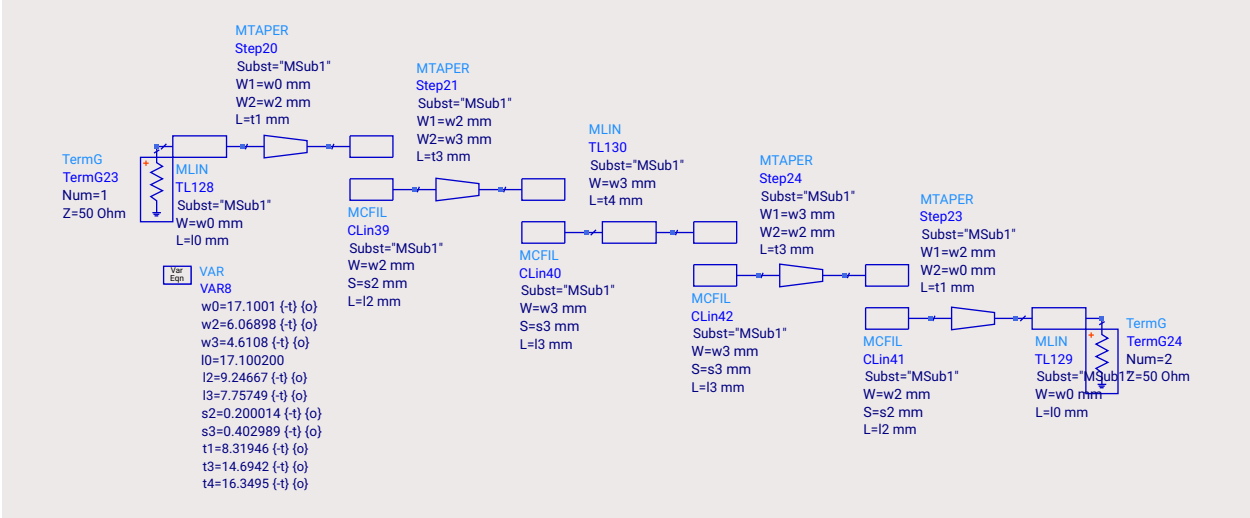 MTAPER
Step20
Subst="MSub1"
W1=w0 mm
W2=w2 mm
L=t1 mm
MTAPER
Step21
Subst="MSub1"
W1=w2 mm
W2=w3 mm
L=t3 mm
MLIN
TL130
Subst="MSub1"
W=w3 mm
L=t4 mm
MTAPER
Step24
Subst="MSub1"
W1=w3 mm
W2=w2 mm
L=t3 mm
MTAPER
Step23
Subst="MSub1"
W1=w2 mm
W2=w0 mm
L=t1 mm
TermG
TermG23
Num=1
Z=50 Ohm
+
MLIN
TL128
Subst="MSub1"
W=w0 mm
L=l0 mm
MCFIL
CLin39
Subst="MSub1"
W=w2 mm
S=s2 mm
L=l2 mm
MCFIL
CLin40
Subst="MSub1"
W=w3 mm
S=s3 mm
L=l3 mm
MCFIL
CLin42
Subst="MSub1"
W=w3 mm
S=s3 mm
L=l3 mm
MCFIL
CLin41
Subst="MSub1"
W=w2 mm
S=s2 mm
L=l2 mm
MLIN
TL129
Subst="MSub1"
W=w0 mm
L=l0 mm
+
TermG
TermG24
Num=2
Z=50 Ohm
Var
Eqn
VAR
VAR8
w0=17.1001 {-t} {o}
w2=6.06898 {-t} {o}
w3=4.6108 {-t} {o}
l0=17.100200
l2=9.24667 {-t} {o}
l3=7.75749 {-t} {o}
s2=0.200014 {-t} {o}
s3=0.402989 {-t} {o}
t1=8.31946 {-t} {o}
t3=14.6942 {-t} {o}
t4=16.3495 {-t} {o}